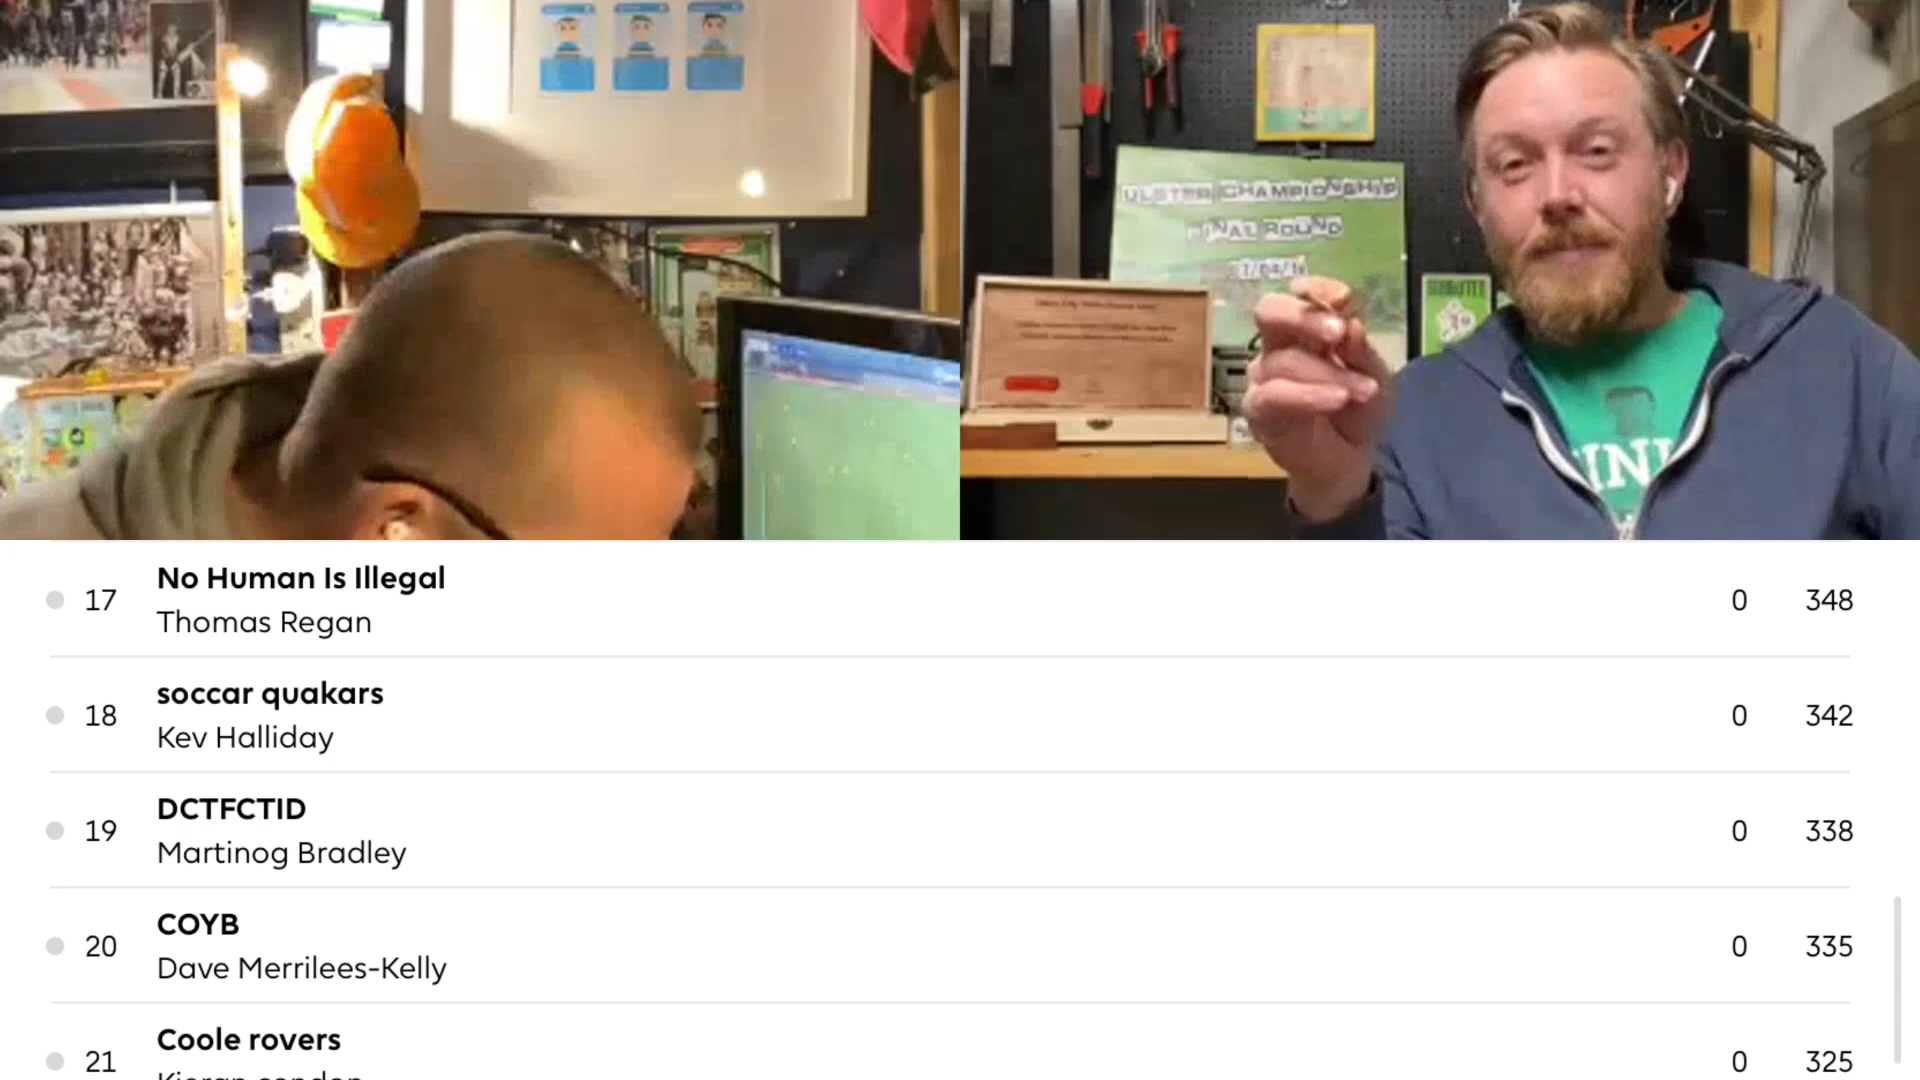 ULSTER CHAMPIONSHIP
FINAL ROUND
17
No Human Is Illegal
Thomas Regan
0
348
18
soccar quakars
Kev Halliday
0
342
19
DCTFCTID
Martinog Bradley
0
338
20
COYB
Dave Merrilees-Kelly
0
335
21
Coole rovers
0
325